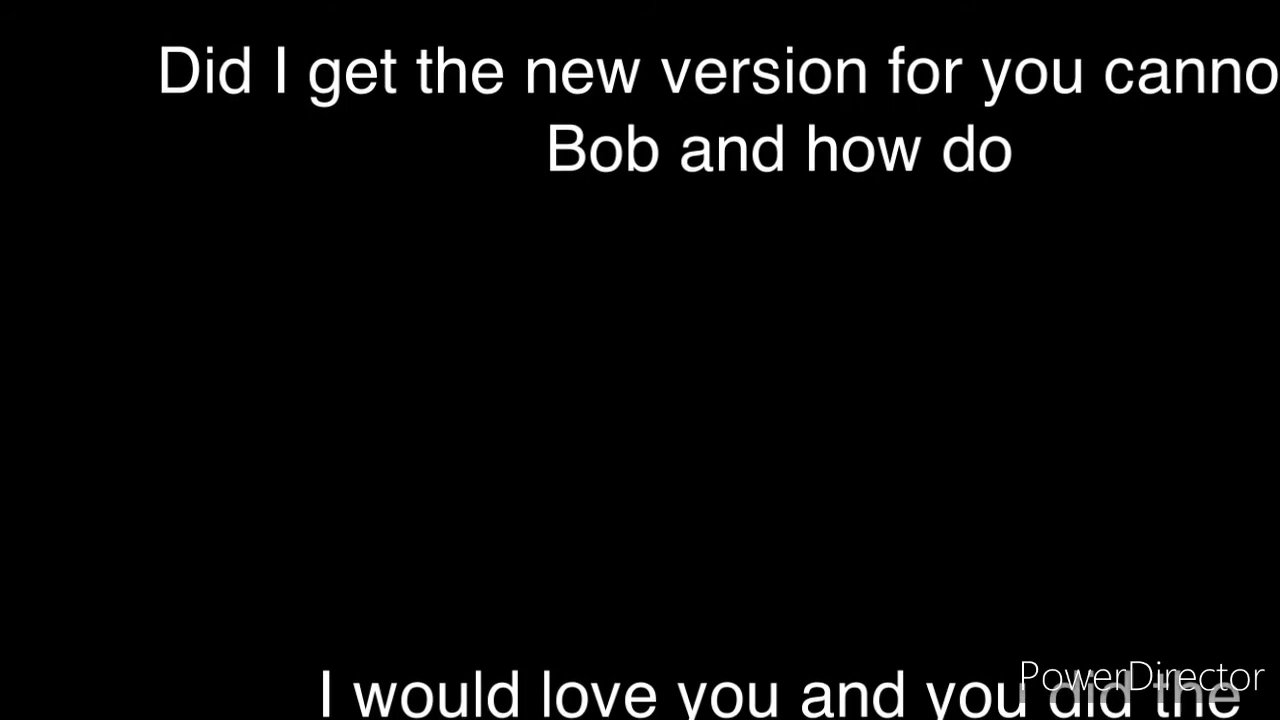 Did I get the new version for you canno
Bob and how do
I would love you and you did the
PowerDirector